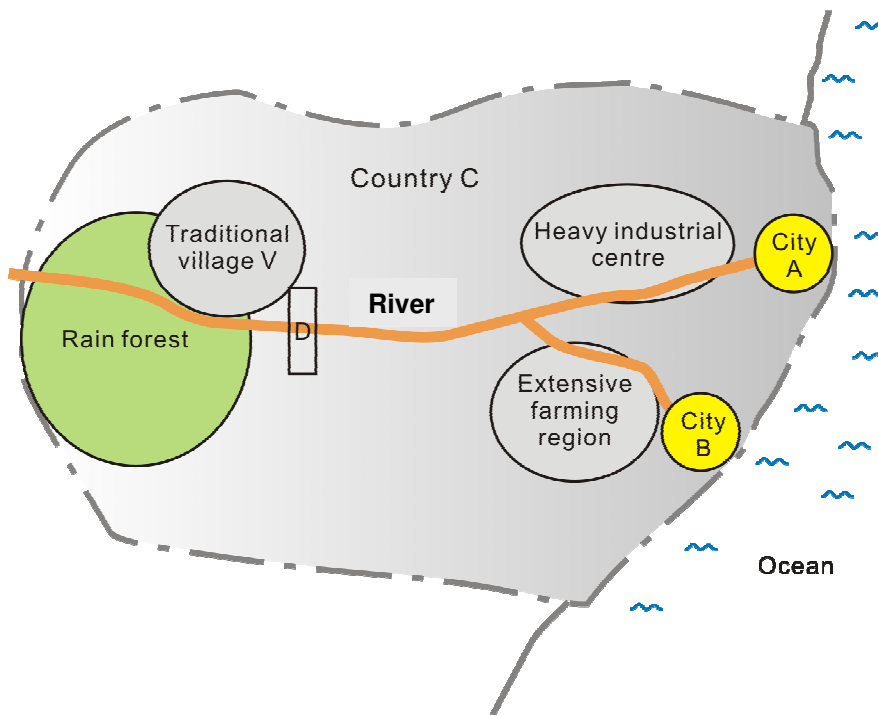 Country C
Traditional
village V
Heavy industrial
centre
City
A
River
D
Rain forest
Extensive
farming
region
City
B
Ocean